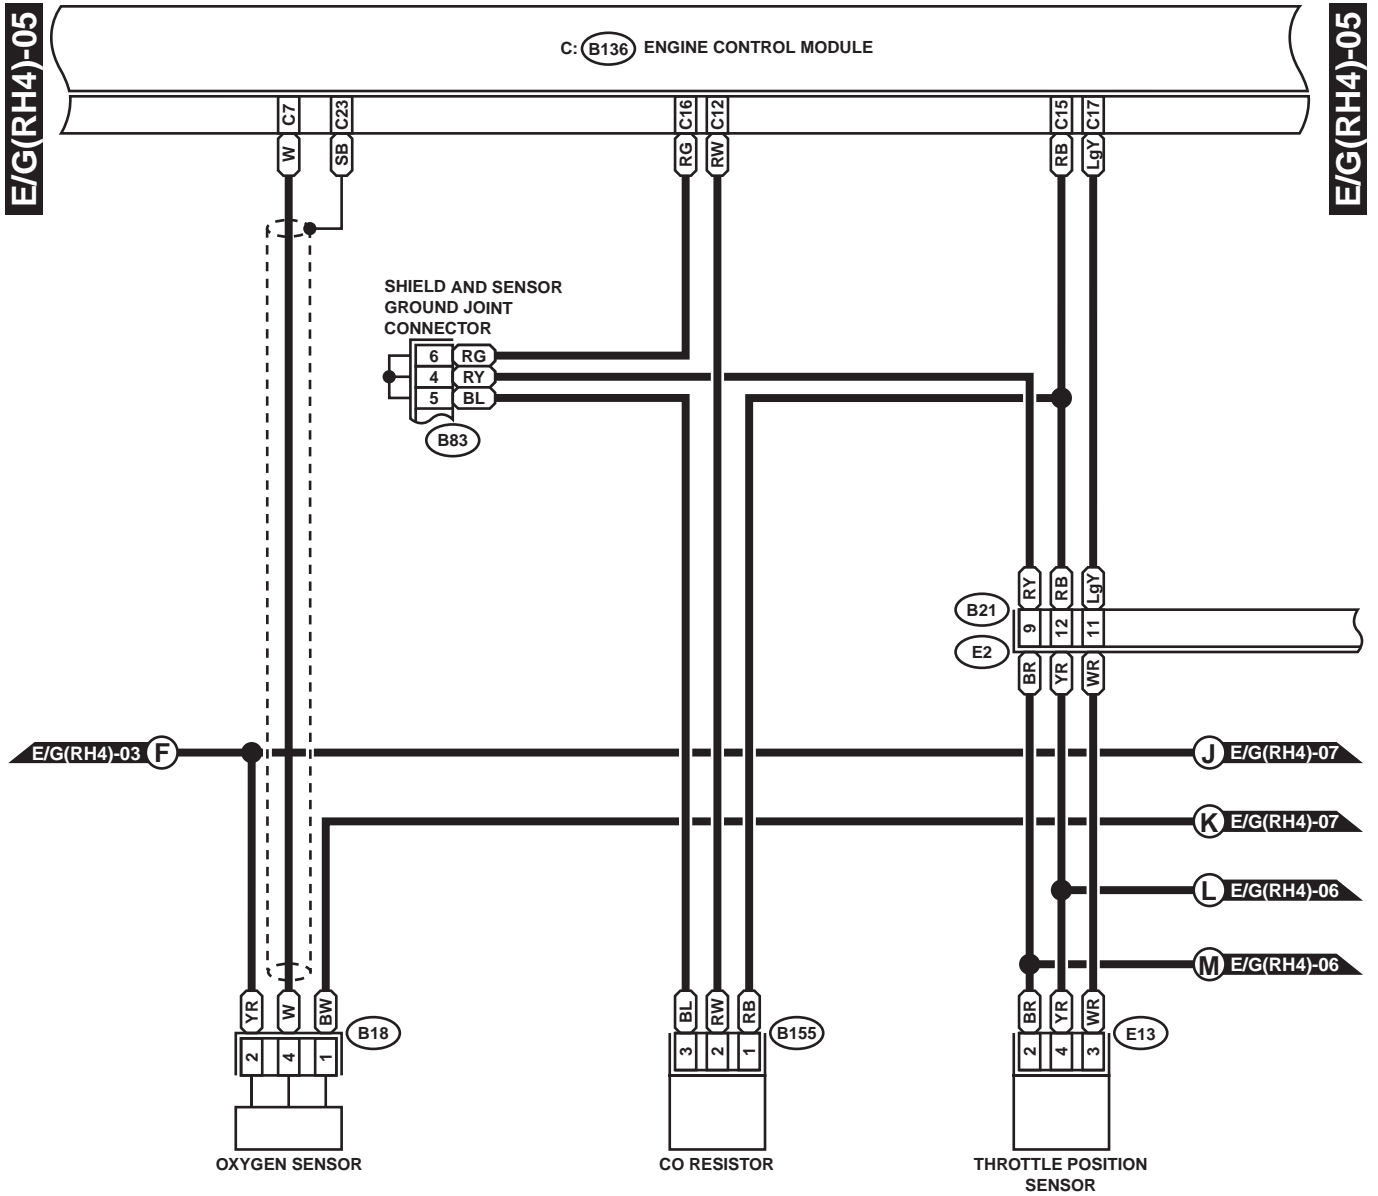 E/G(RH4)-05
C: B136 ENGINE CONTROL MODULE
E/G(RH4)-05
C7 C23 C16 C12 C15 C17
W SB RG RW RB LgY
SHIELD AND SENSOR
GROUND JOINT
CONNECTOR
6 RG
4 RY
5 BL
B83
RY RB LgY
B21
9 12 11
E2
BR YR WR
E/G(RH4)-03 F
J E/G(RH4)-07
K E/G(RH4)-07
L E/G(RH4)-06
M E/G(RH4)-06
YR W BW
B18
2 4 1
OXYGEN SENSOR
BL RW RB
B155
3 2 1
CO RESISTOR
BR YR WR
E13
2 4 3
THROTTLE POSITION
SENSOR